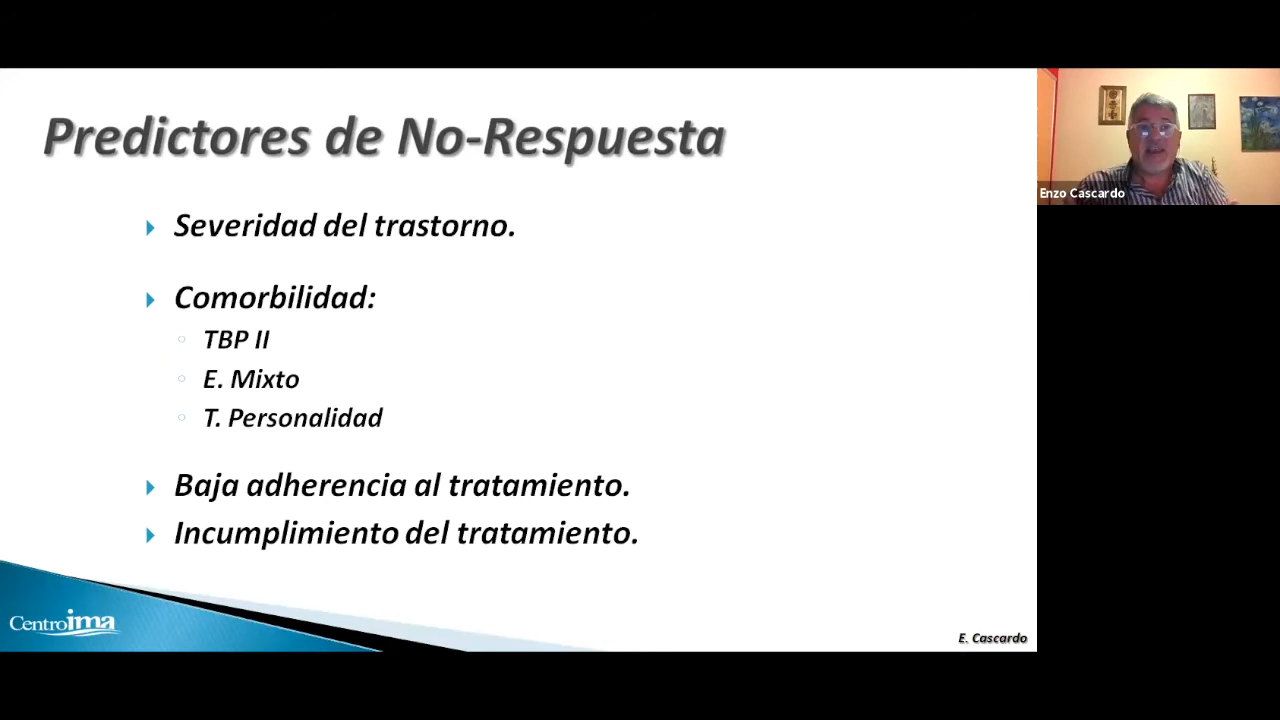 Predictores de No-Respuesta
Severidad del trastorno.
Comorbilidad:
TBP II
E. Mixto
T. Personalidad
Baja adherencia al tratamiento.
Incumplimiento del tratamiento.
Centroima
E. Cascardo
Enzo Cascardo